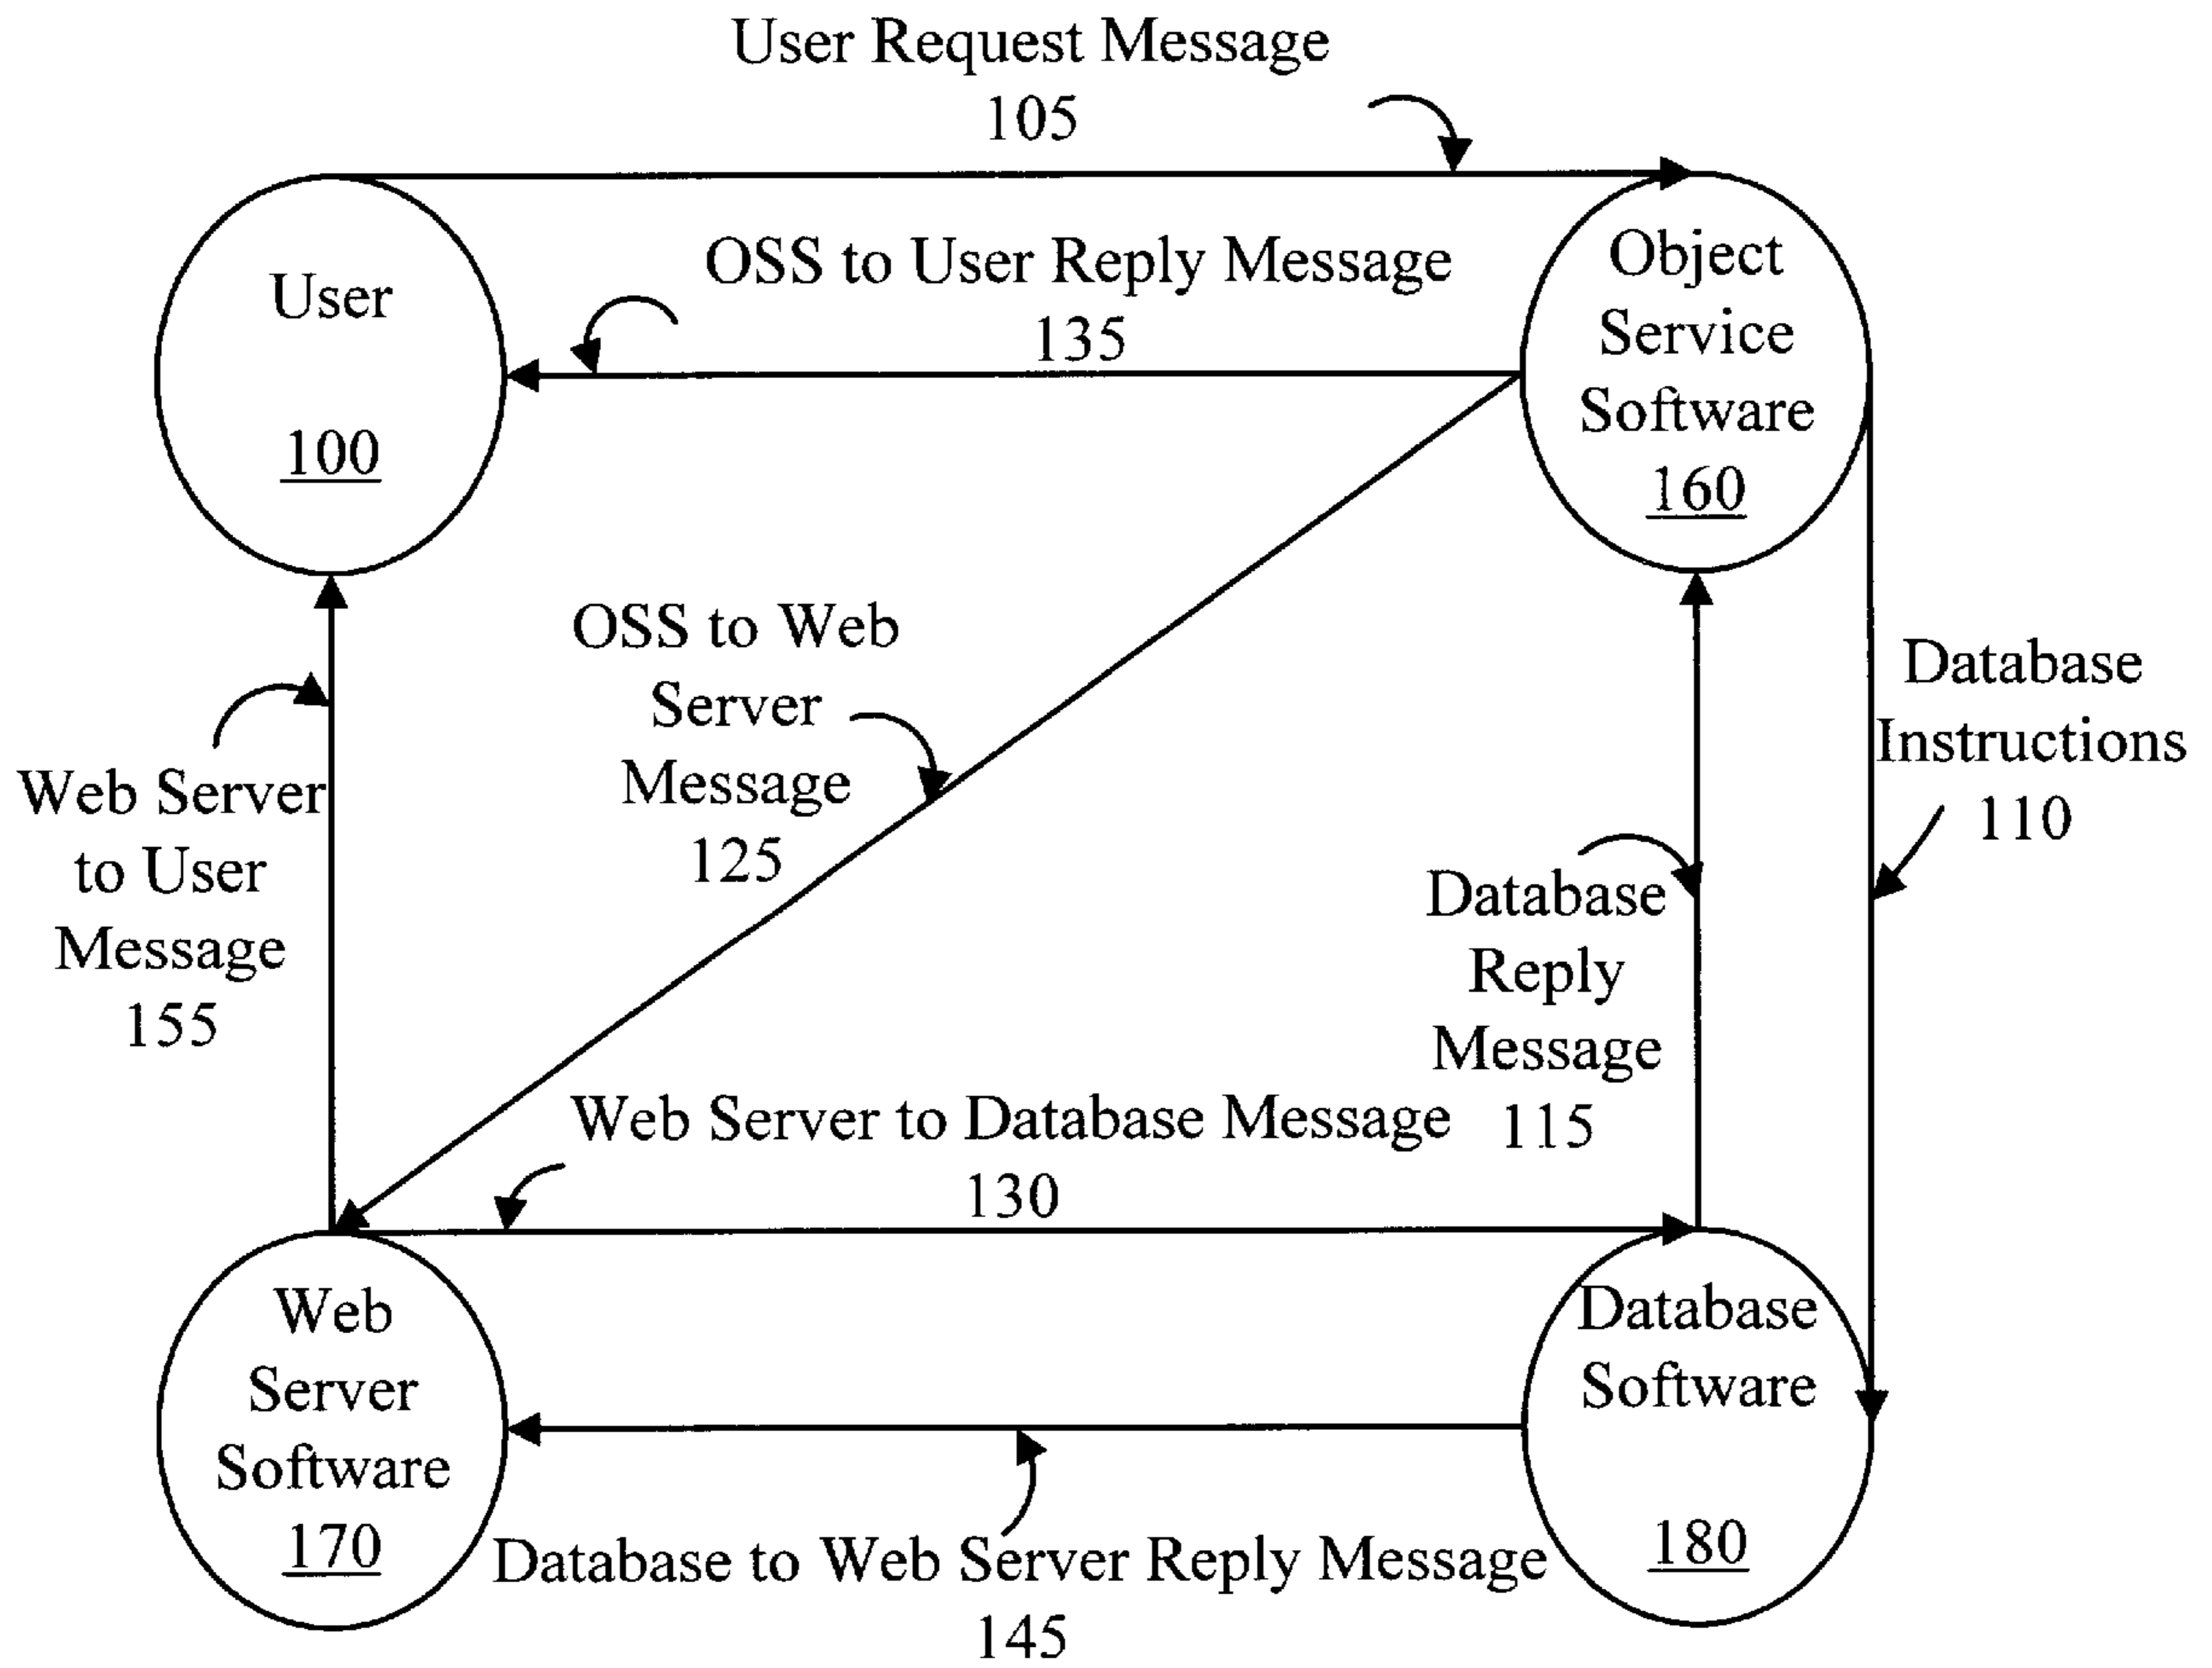 User Request Message
105
OSS to User Reply Message
135
User
100
Object
Service
Software
160
OSS to Web
Server
Message
125
Database
Instructions
110
Web Server
to User
Message
155
Database
Reply
Message
115
Web Server to Database Message
130
Web
Server
Software
170
Database
Software
180
Database to Web Server Reply Message
145